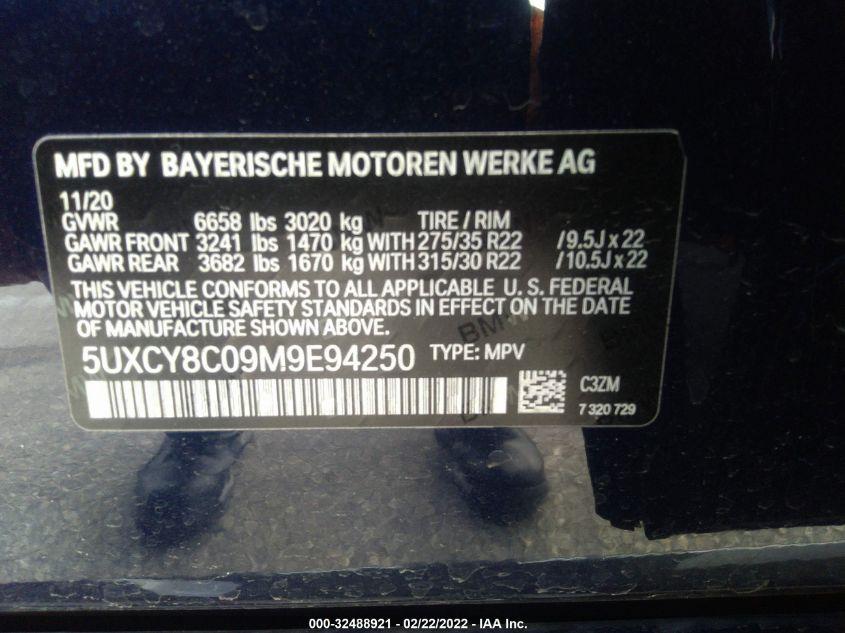 MFD BY BAYERISCHE MOTOREN WERKE AG
11/20
GVWR 6658 lbs 3020 kg TIRE / RIM
GAWR FRONT 3241 lbs 1470 kg WITH 275/35 R22 /9.5J x 22
GAWR REAR 3682 lbs 1670 kg WITH 315/30 R22 /10.5J x 22
THIS VEHICLE CONFORMS TO ALL APPLICABLE U. S. FEDERAL
MOTOR VEHICLE SAFETY STANDARDS IN EFFECT ON THE DATE
OF MANUFACTURE SHOWN ABOVE.
5UXCY8C09M9E94250 TYPE: MPV
C3ZM
7 320 729
000-32488921 - 02/22/2022 - IAA Inc.